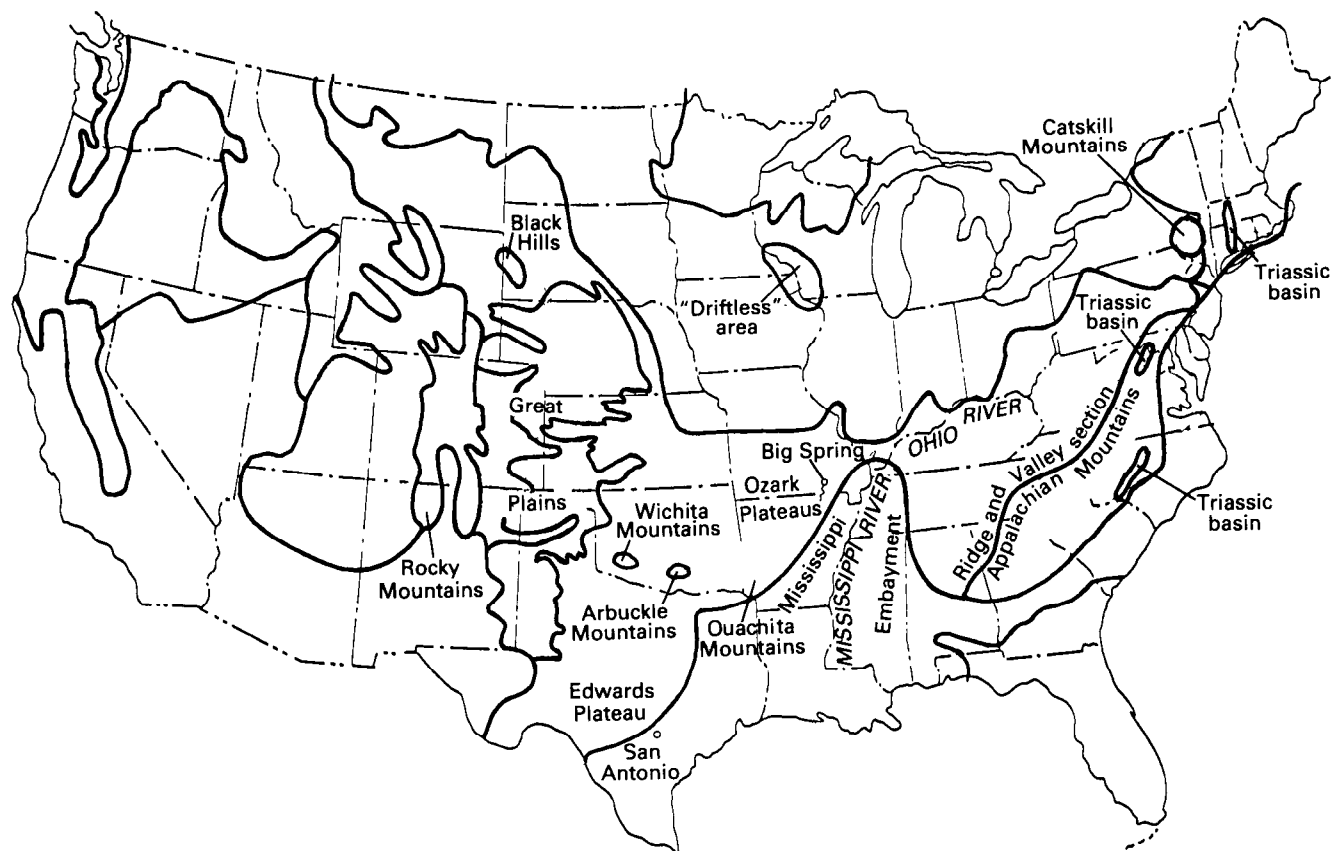 Catskill
Mountains
Black
Hills
Triassic
basin
"Driftless"
area
Triassic
basin
Great
OHIO RIVER
Big Spring
Ridge and Valley section
Appalachian Mountains
Ozark
Plateaus
Plains
Wichita
Mountains
Triassic
basin
Mississippi
MISSISSIPPI RIVER
Embayment
Rocky
Mountains
Arbuckle
Mountains
Ouachita
Mountains
Edwards
Plateau
San
Antonio